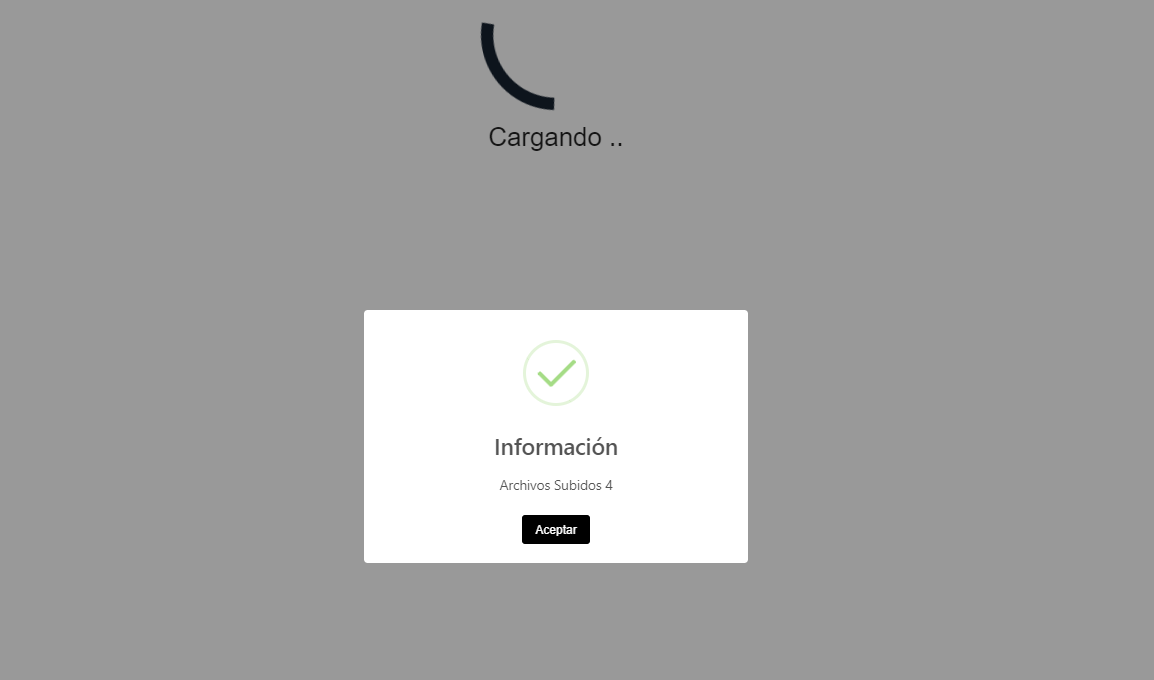 Cargando ..
Información
Archivos Subidos 4
Aceptar